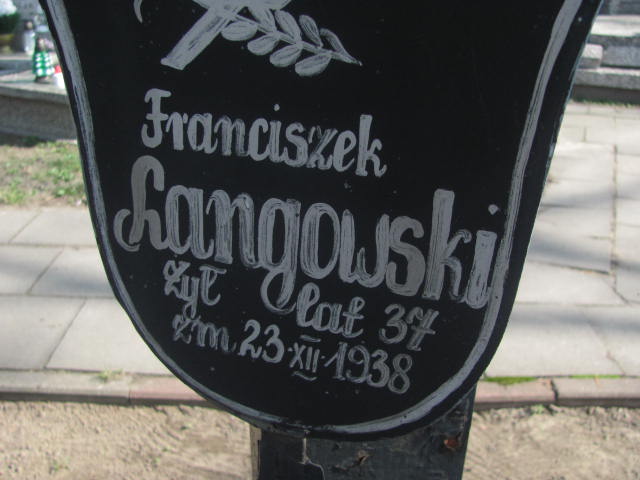 Franciszek
Langowski
żył lat 37
zm 23·XII·1938